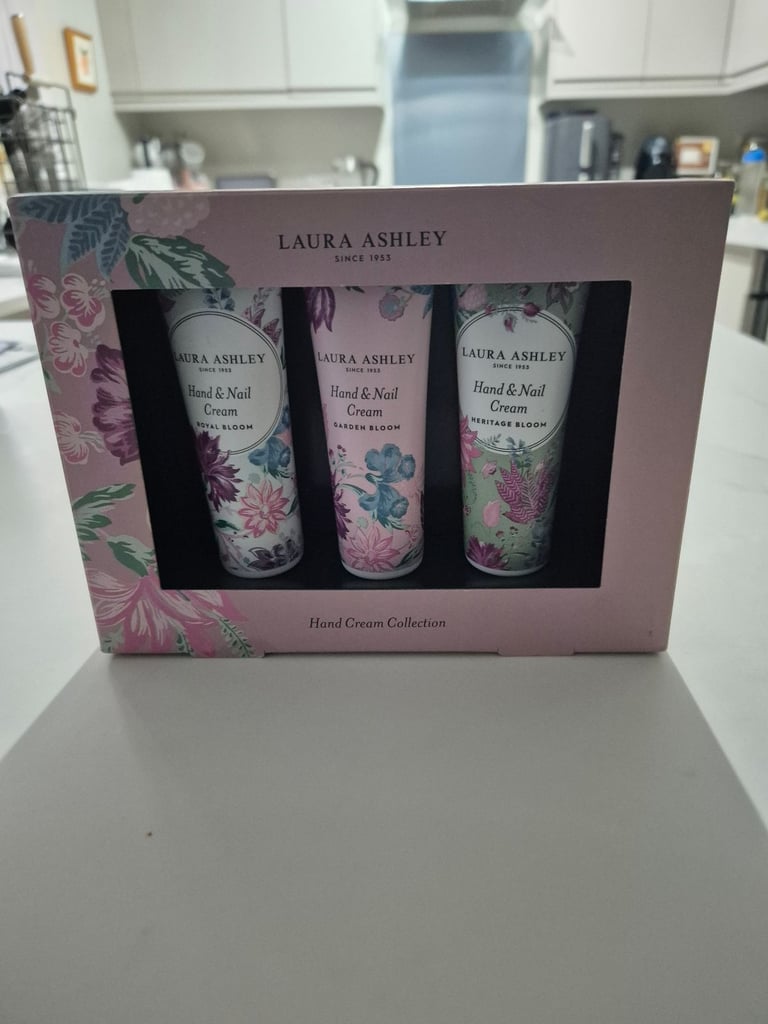 LAURA ASHLEY
SINCE 1953
LAURA ASHLEY
SINCE 1953
Hand & Nail
Cream
ROYAL BLOOM
LAURA ASHLEY
SINCE 1953
Hand & Nail
Cream
GARDEN BLOOM
LAURA ASHLEY
SINCE 1953
Hand & Nail
Cream
HERITAGE BLOOM
Hand Cream Collection